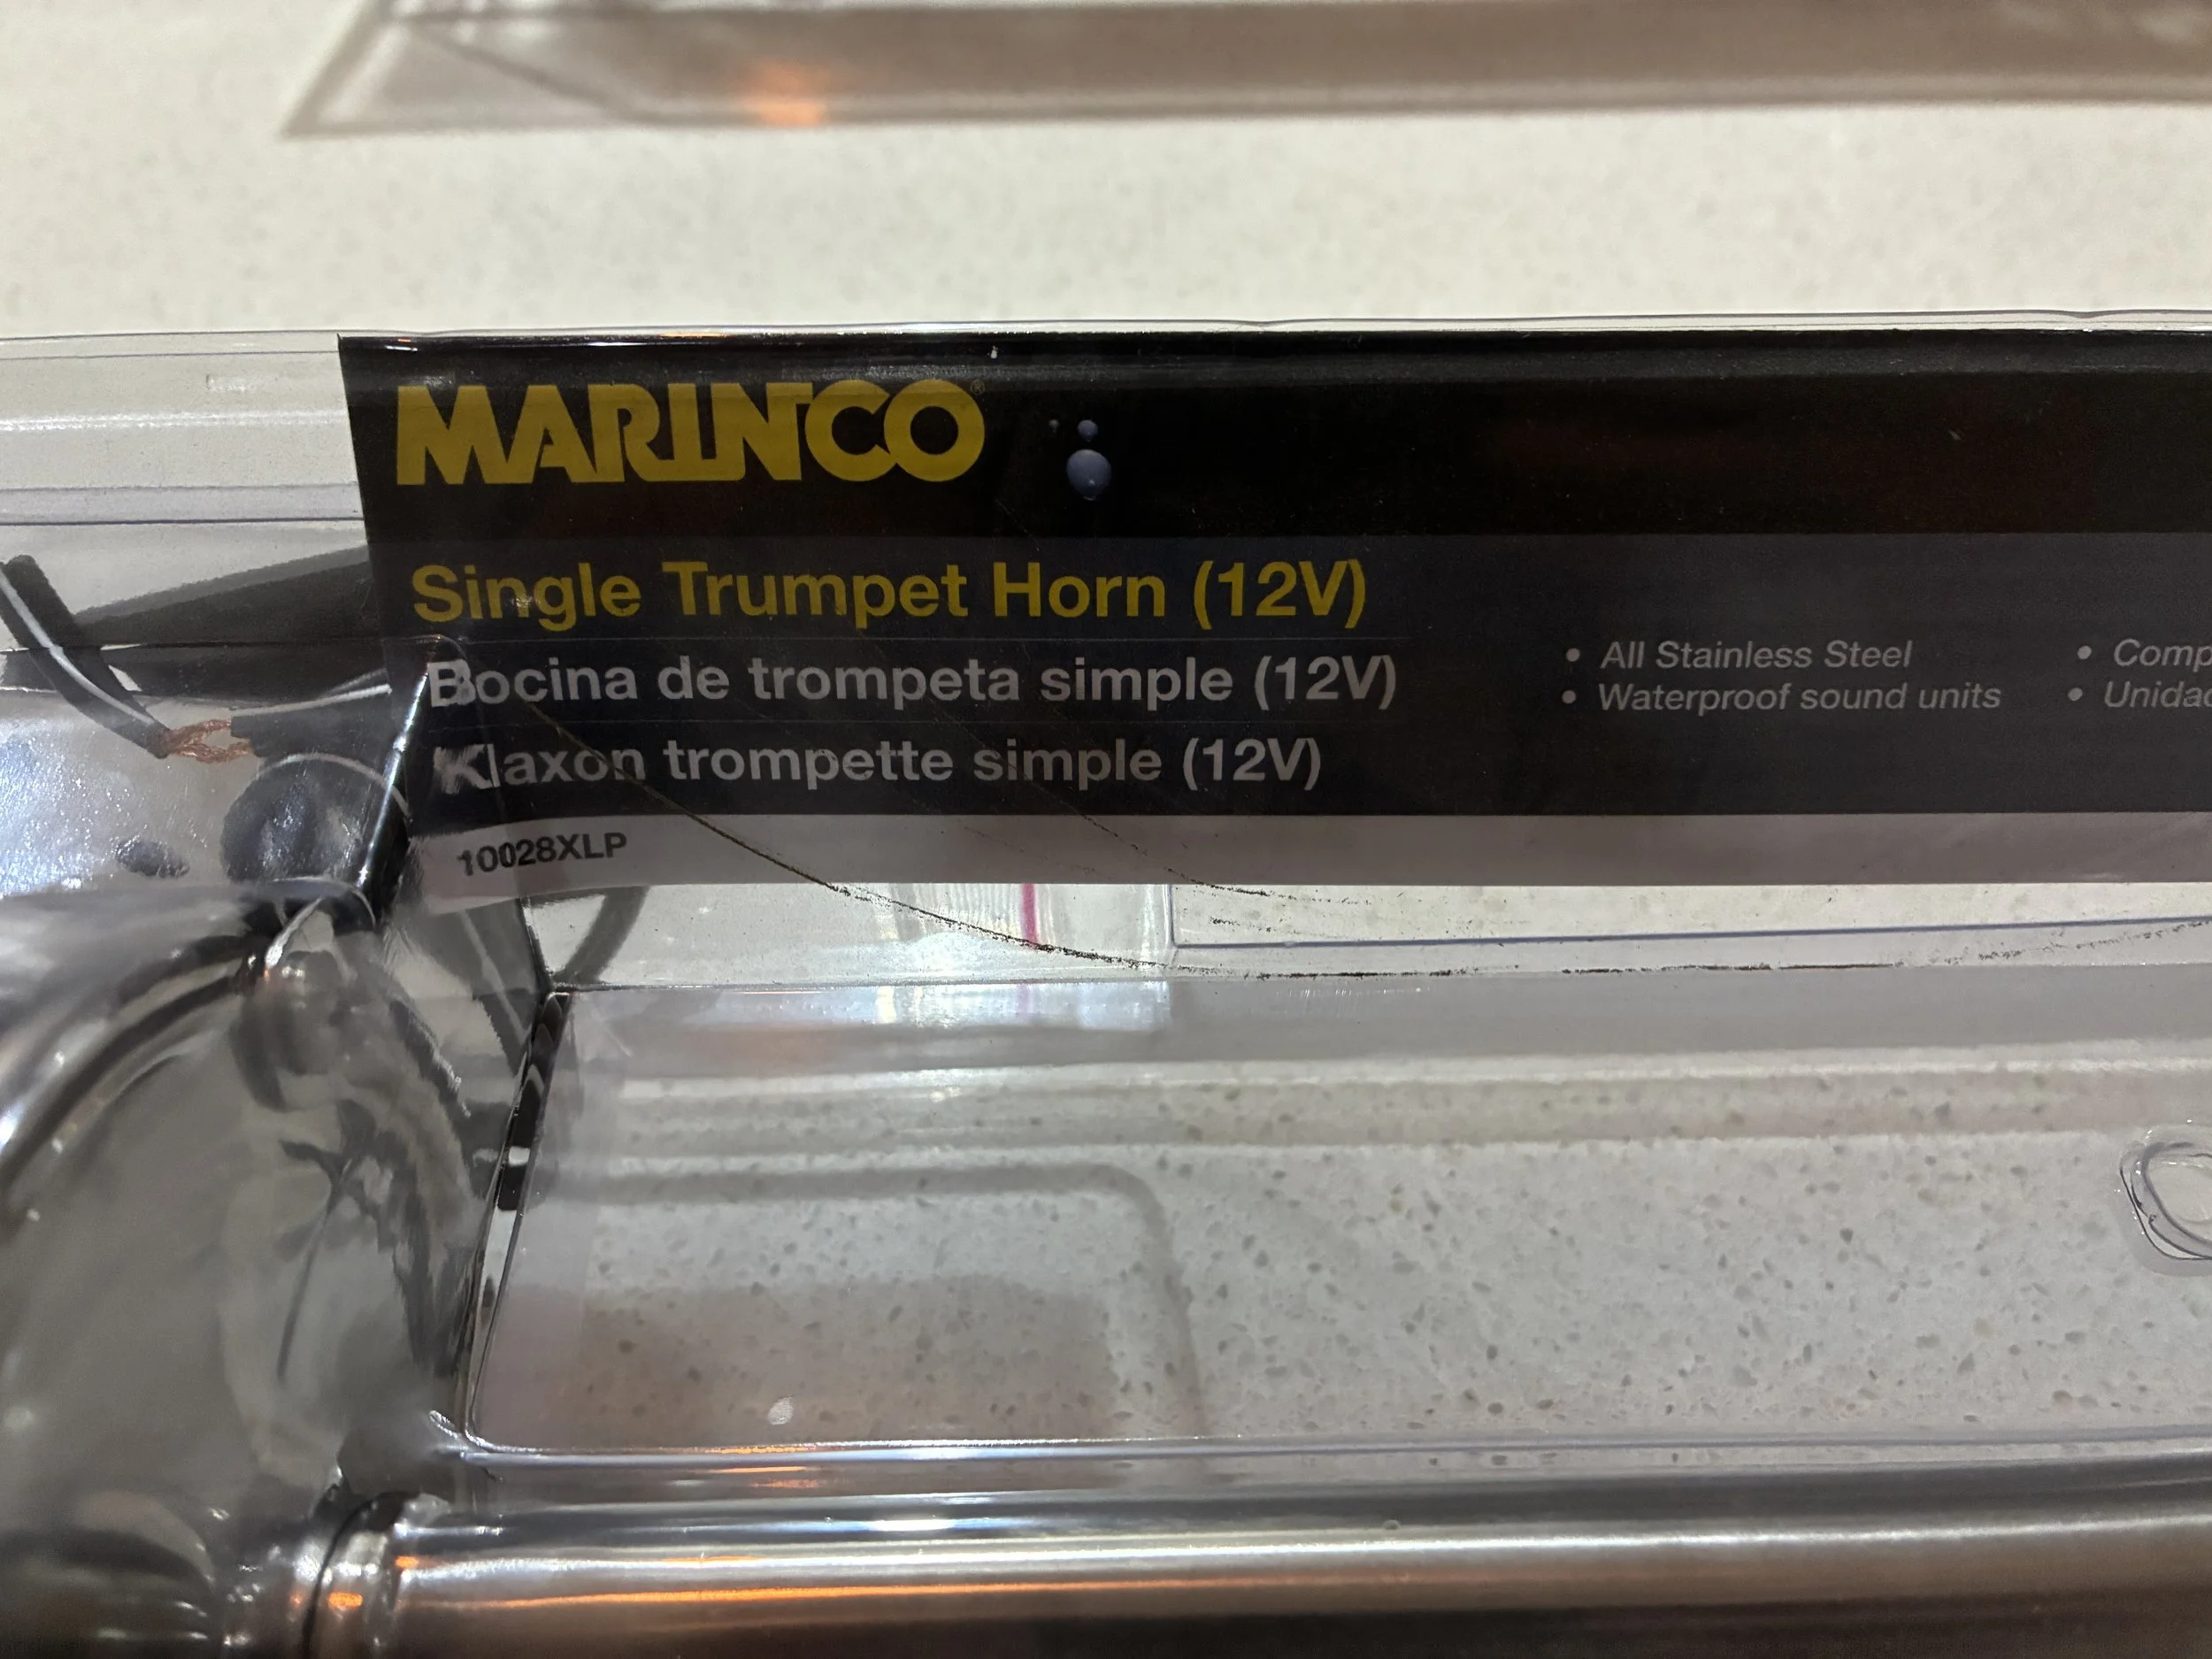 MARINCO®
Single Trumpet Horn (12V)
Bocina de trompeta simple (12V)
Klaxon trompette simple (12V)
• All Stainless Steel
• Waterproof sound units
10028XLP